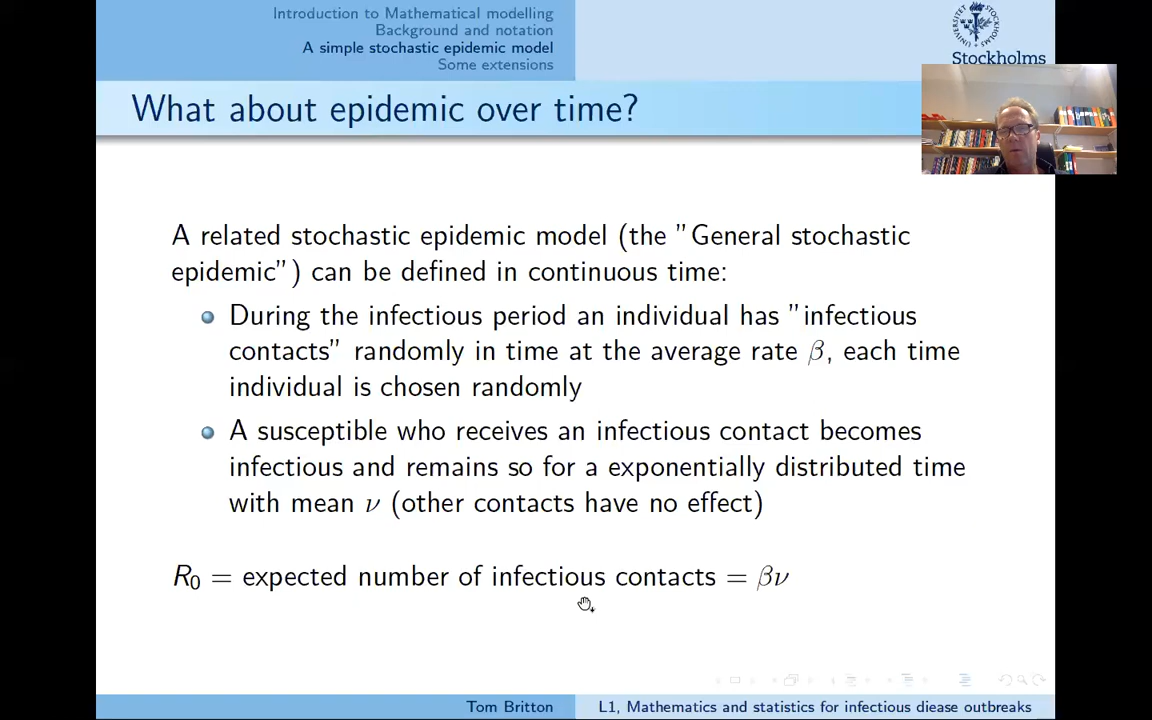 Introduction to Mathematical modelling
Background and notation
A simple stochastic epidemic model
Some extensions
Stockholms
What about epidemic over time?
A related stochastic epidemic model (the ”General stochastic
epidemic”) can be defined in continuous time:
During the infectious period an individual has ”infectious
contacts” randomly in time at the average rate β, each time
individual is chosen randomly
A susceptible who receives an infectious contact becomes
infectious and remains so for a exponentially distributed time
with mean ν (other contacts have no effect)
R₀ = expected number of infectious contacts = βν
Tom Britton
L1, Mathematics and statistics for infectious diease outbreaks